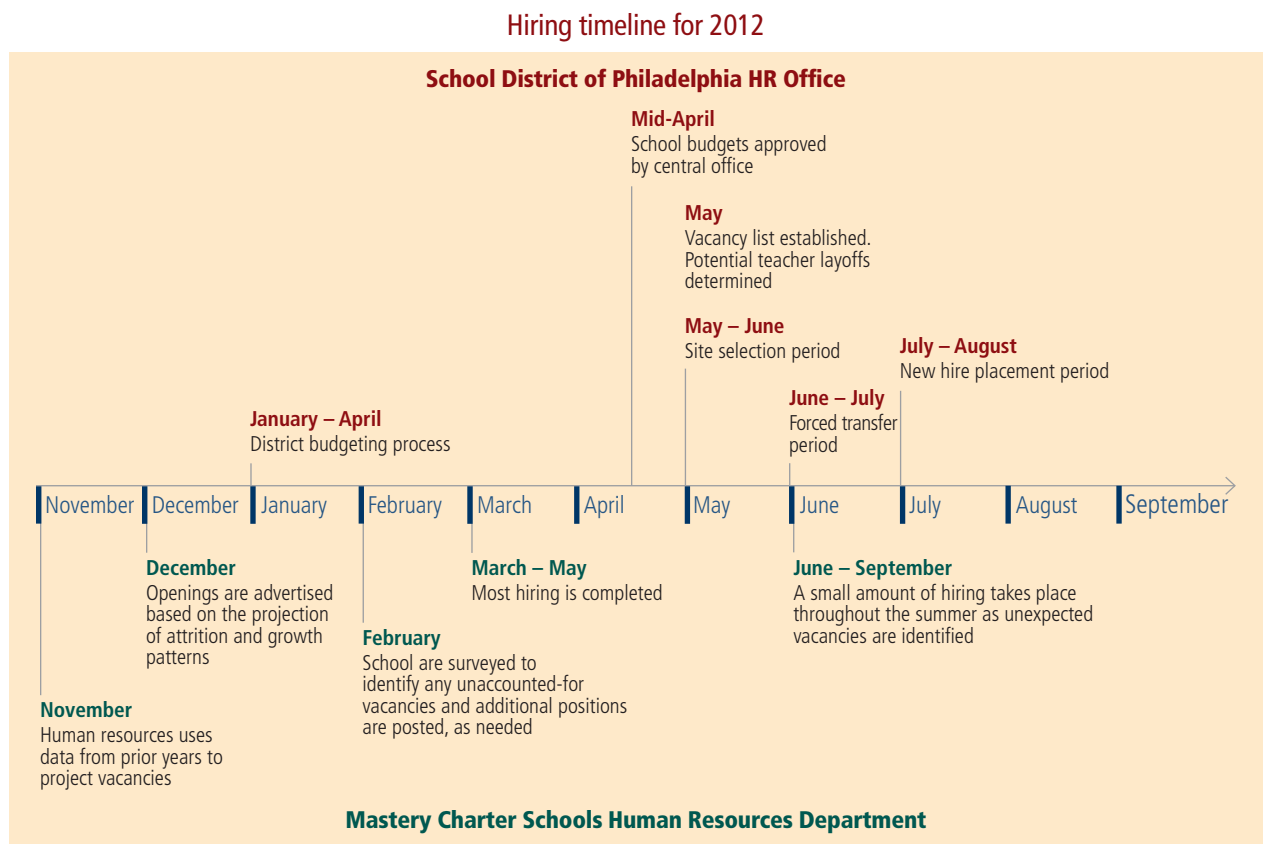 Hiring timeline for 2012
School District of Philadelphia HR Office
Mid-April
School budgets approved
by central office
May
Vacancy list established.
Potential teacher layoffs
determined
May – June
Site selection period
July – August
New hire placement period
June – July
Forced transfer
period
January – April
District budgeting process
November December January February March April May June July August September
December
Openings are advertised
based on the projection
of attrition and growth
patterns
March – May
Most hiring is completed
June – September
A small amount of hiring takes place
throughout the summer as unexpected
vacancies are identified
February
School are surveyed to
identify any unaccounted-for
vacancies and additional positions
are posted, as needed
November
Human resources uses
data from prior years to
project vacancies
Mastery Charter Schools Human Resources Department